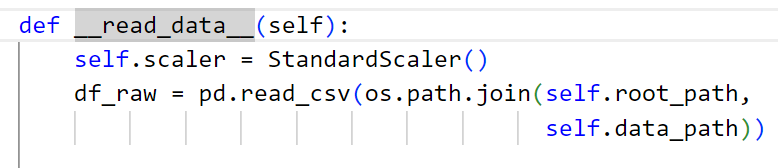 def __read_data__(self):
    self.scaler = StandardScaler()
    df_raw = pd.read_csv(os.path.join(self.root_path,
                                      self.data_path))